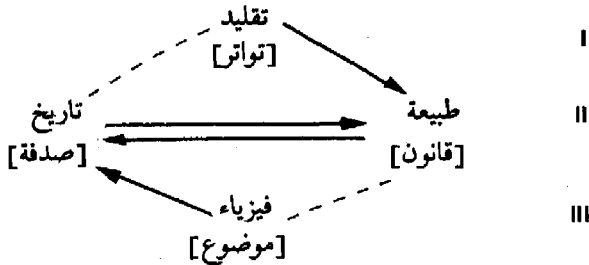 تقليد
[تواتر]
I
طبيعة
تاريخ
II
[قانون]
[صدفة]
فيزياء
[موضوع]
III